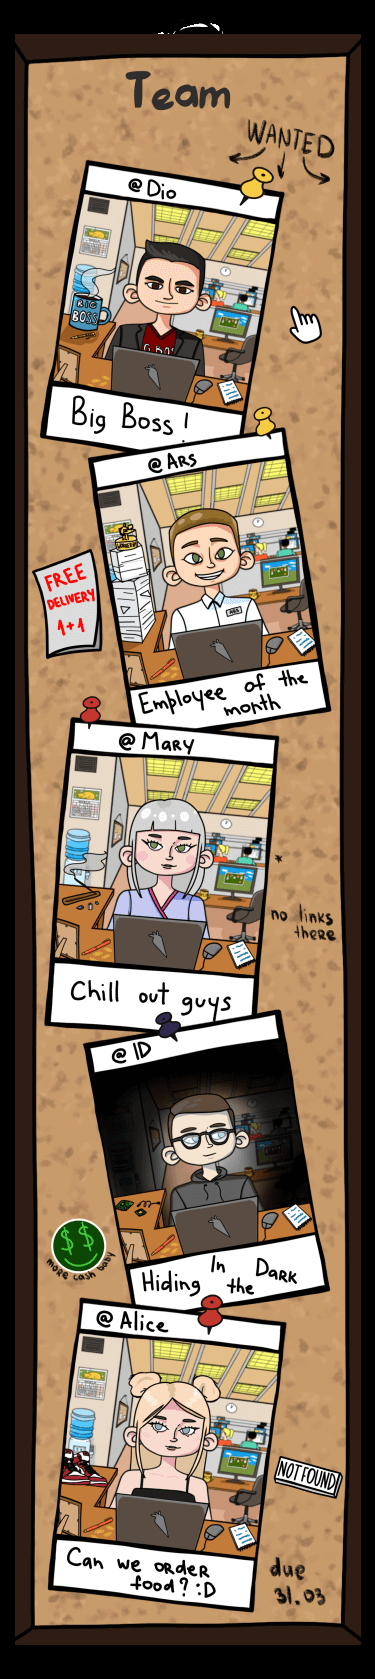 Team
WANTED
@Dio
BIG
BOSS
Big Boss!
@ARS
FREE
DELIVERY
1+1
ARS
Employee of the
month
@Mary
*
no links
there
Chill out guys
@ID
more cash baby
$ $
Hiding In the DARK
@Alice
NOT FOUND
Can we ORDER
food? :D
due
31.03